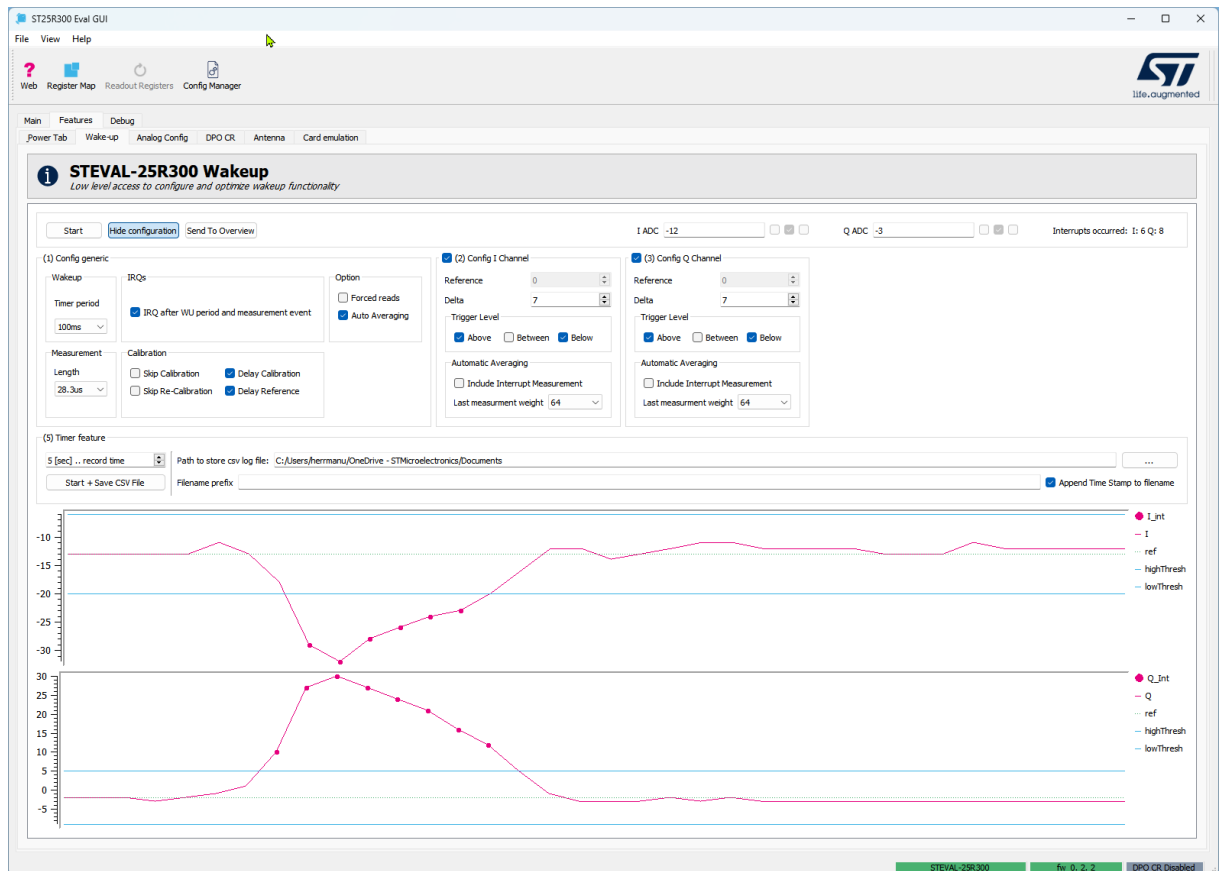 ST25R300 Eval GUI
File View Help
? 
Web Register Map Readout Registers Config Manager
ST
life.augmented
Main Features Debug
Power Tab Wake-up Analog Config DPO CR Antenna Card emulation
i
STEVAL-25R300 Wakeup
Low level access to configure and optimize wakeup functionality
Start Hide configuration Send To Overview I ADC -12 Q ADC -3 Interrupts occurred: I: 6 Q: 8
(1) Config generic (2) Config I Channel (3) Config Q Channel
Wakeup IRQs Option Reference 0 Reference 0
Timer period IRQ after WU period and measurement event Forced reads Delta 7 Delta 7
100ms Auto Averaging Trigger Level Trigger Level
Above Between Below Above Between Below
Measurement Calibration Automatic Averaging Automatic Averaging
Length Skip Calibration Delay Calibration Include Interrupt Measurement Include Interrupt Measurement
28.3us Skip Re-Calibration Delay Reference Last measurment weight 64 Last measurment weight 64
(5) Timer feature
5 [sec] .. record time Path to store csv log file: C:/Users/herrmanu/OneDrive - STMicroelectronics/Documents ...
Start + Save CSV File Filename prefix Append Time Stamp to filename
I_int
-10 I
ref
-15 highThresh
-20 lowThresh
-25
-30
30 Q_Int
25 Q
20 ref
15 highThresh
10 lowThresh
5
0
-5
STEVAL-25R300 fw 0. 2. 2 DPO CR Disabled